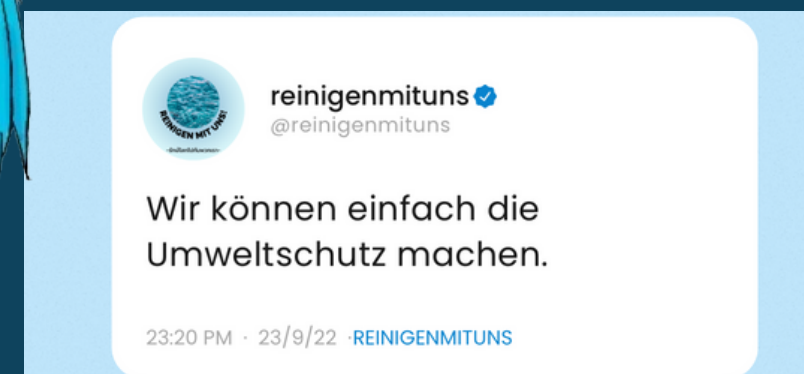 REINIGEN MIT UNS!
reinigenmituns
@reinigenmituns
Wir können einfach die
Umweltschutz machen.
23:20 PM · 23/9/22 ·REINIGENMITUNS